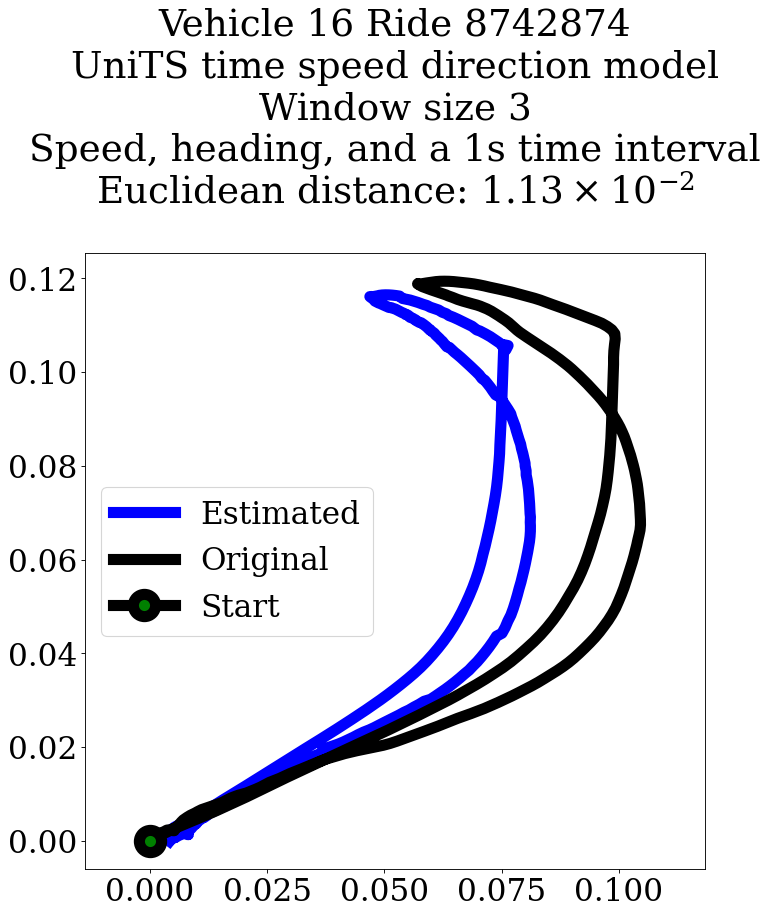 Vehicle 16 Ride 8742874
UniTS time speed direction model
Window size 3
Speed, heading, and a 1s time interval
Euclidean distance: 1.13 × 10⁻²
0.12
0.10
0.08
0.06
0.04
0.02
0.00
Estimated
Original
Start
0.000 0.025 0.050 0.075 0.100